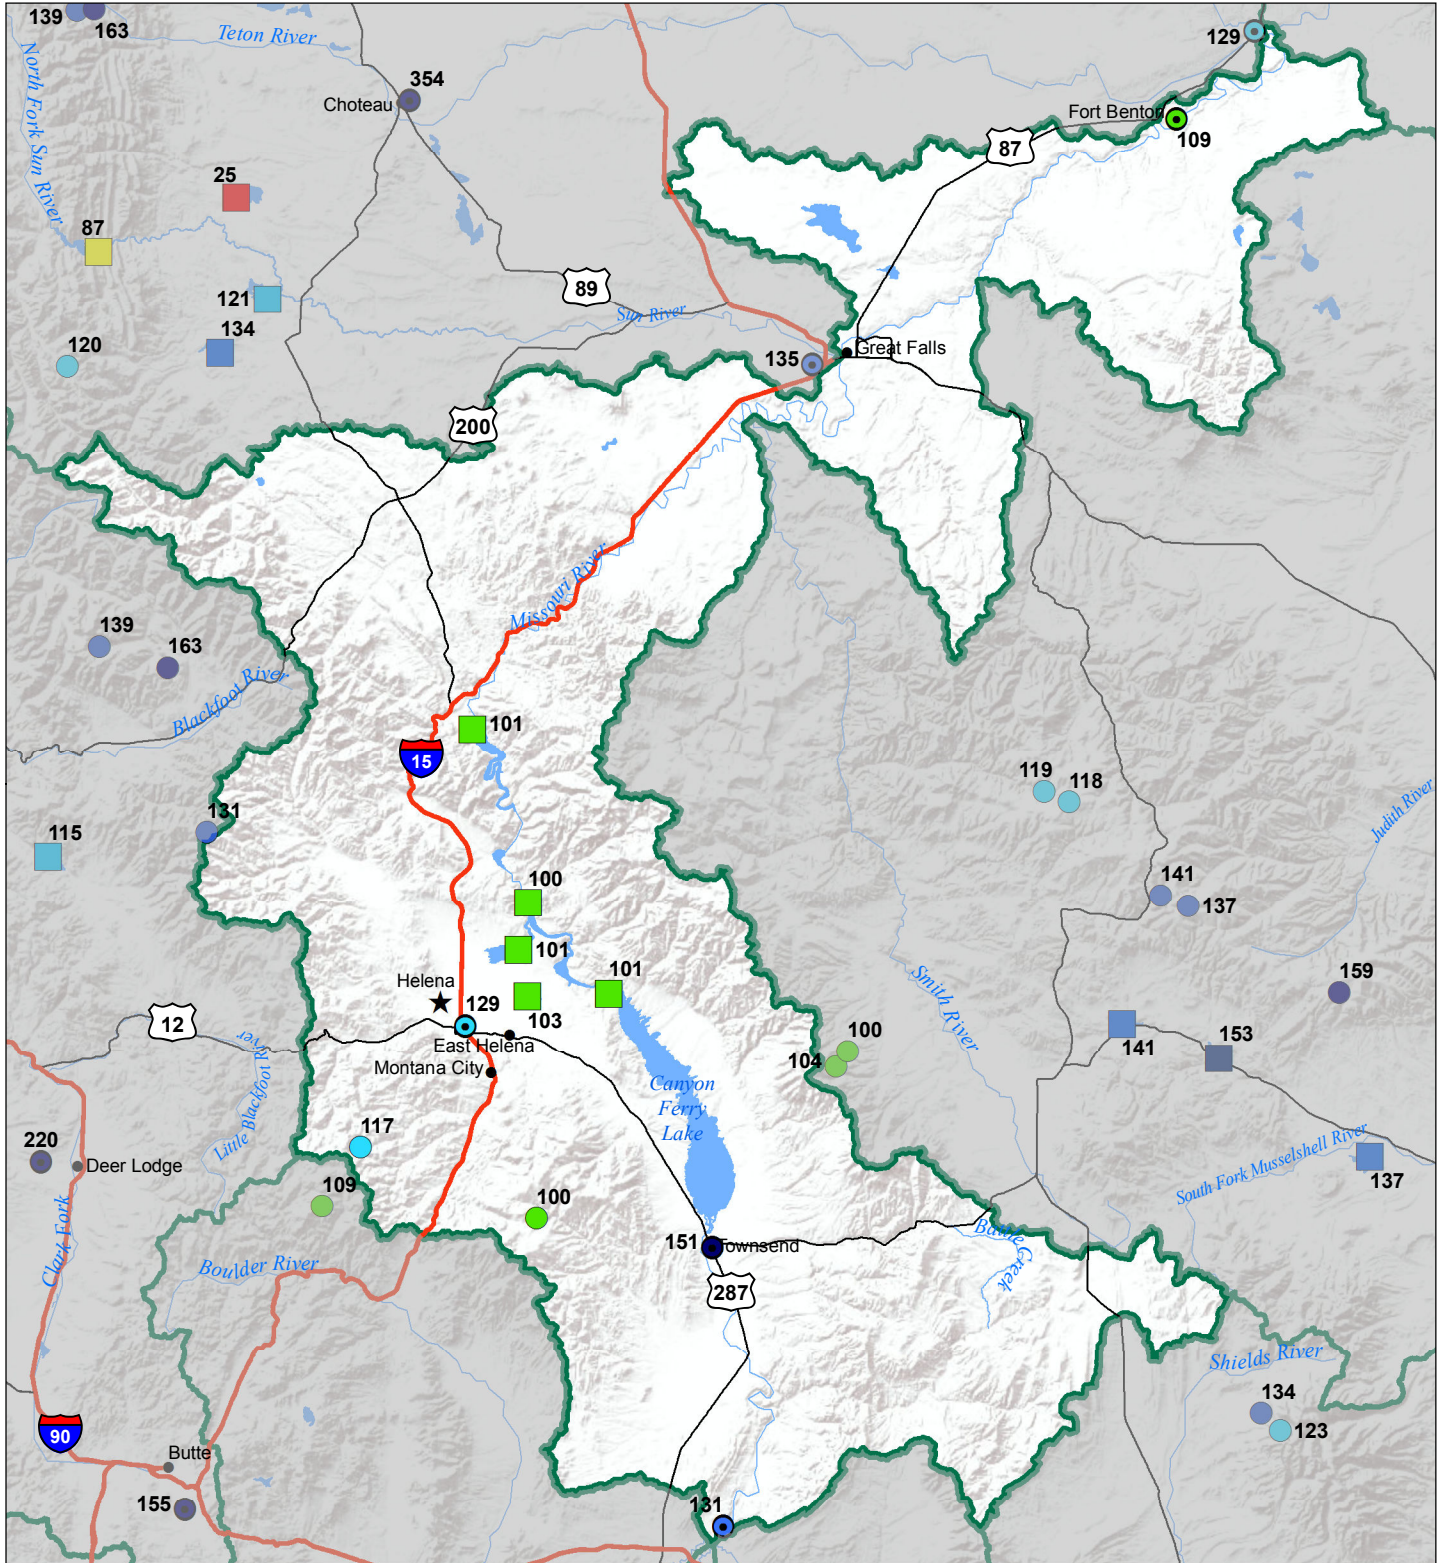 139
163
Teton River
North Fork Sun River
354
Choteau
129
Fort Benton
109
87
25
87
121
134
120
89
Sun River
135
Great Falls
200
Missouri River
139
163
Blackfoot River
101
15
131
115
119
118
Judith River
141
137
100
101
101
103
Helena
129
East Helena
Montana City
12
Little Blackfoot River
Smith River
159
141
153
100
104
Canyon
Ferry
Lake
117
220
Deer Lodge
109
100
South Fork Musselshell River
137
Clark Fork
Boulder River
151
Townsend
Battle Creek
287
Shields River
134
123
90
Butte
155
131